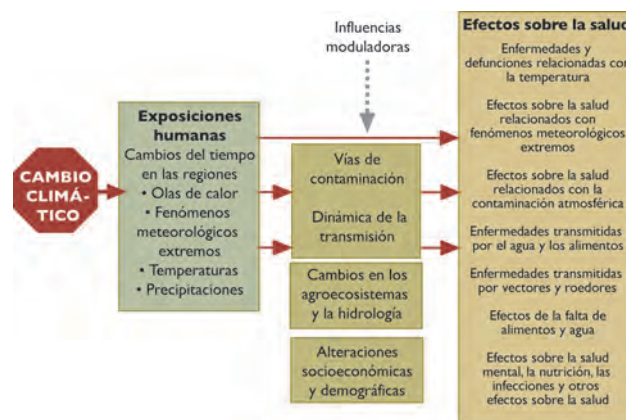 Influencias
moduladoras
CAMBIO
CLIMÁ-
TICO
Exposiciones
humanas
Cambios del tiempo
en las regiones
• Olas de calor
• Fenómenos
meteorológicos
extremos
• Temperaturas
• Precipitaciones
Vías de
contaminación
Dinámica de la
transmisión
Cambios en los
agroecosistemas
y la hidrología
Alteraciones
socioeconómicas
y demográficas
Efectos sobre la salud
Enfermedades y
defunciones relacionadas con
la temperatura
Efectos sobre la salud
relacionados con
fenómenos meteorológicos
extremos
Efectos sobre la salud
relacionados con la
contaminación atmosférica
Enfermedades transmitidas
por el agua y los alimentos
Enfermedades transmitidas
por vectores y roedores
Efectos de la falta de
alimentos y agua
Efectos sobre la salud
mental, la nutrición, las
infecciones y otros
efectos sobre la salud